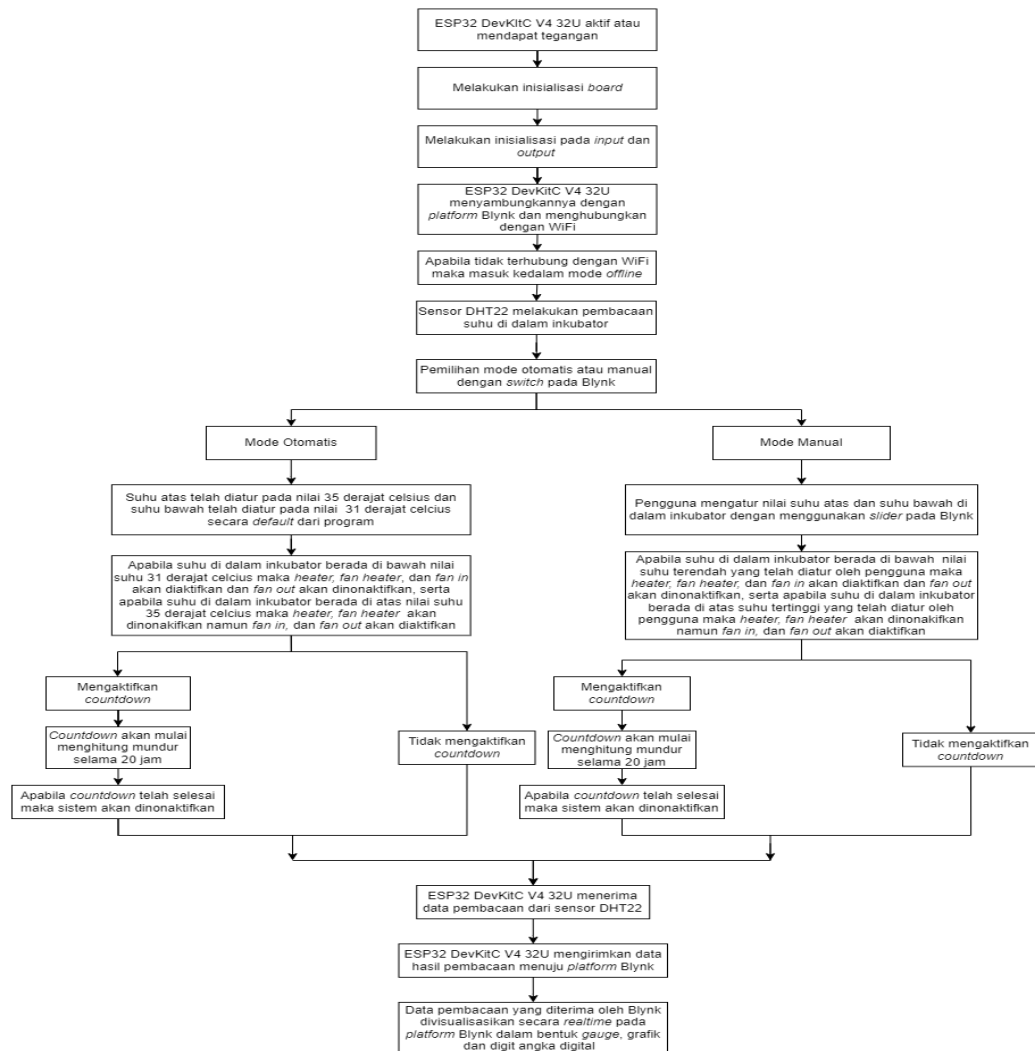 ESP32 DevKItC V4 32U aktif atau
mendapat tegangan
Melakukan inisialisasi board
Melakukan inisialisasi pada input dan
output
ESP32 DevKitC V4 32U
menyambungkannya dengan
platform Blynk dan menghubungkan
dengan WiFi
Apabila tidak terhubung dengan WiFi
maka masuk kedalam mode offline
Sensor DHT22 melakukan pembacaan
suhu di dalam inkubator
Pemilihan mode otomatis atau manual
dengan switch pada Blynk
Mode Otomatis
Suhu atas telah diatur pada nilai 35 derajat celsius dan
suhu bawah telah diatur pada nilai 31 derajat celcius
secara default dari program
Apabila suhu di dalam inkubator berada di bawah nilai
suhu 31 derajat celcius maka heater, fan heater, dan fan in
akan diaktifkan dan fan out akan dinonaktifkan, serta
apabila suhu di dalam inkubator berada di atas nilai suhu
35 derajat celcius maka heater, fan heater akan
dinonakifkan namun fan in, dan fan out akan diaktifkan
Mengaktifkan
countdown
Countdown akan mulai
menghitung mundur
selama 20 jam
Apabila countdown telah selesai
maka sistem akan dinonaktifkan
Tidak mengaktifkan
countdown
Mode Manual
Pengguna mengatur nilai suhu atas dan suhu bawah di
dalam inkubator dengan menggunakan slider pada Blynk
Apabila suhu di dalam inkubator berada di bawah nilai
suhu terendah yang telah diatur oleh pengguna maka
heater, fan heater, dan fan in akan diaktifkan dan fan out
akan dinonaktifkan, serta apabila suhu di dalam inkubator
berada di atas suhu tertinggi yang telah diatur oleh
pengguna maka heater, fan heater akan dinonakifkan
namun fan in, dan fan out akan diaktifkan
Mengaktifkan
countdown
Countdown akan mulai
menghitung mundur
selama 20 jam
Apabila countdown telah selesai
maka sistem akan dinonaktifkan
Tidak mengaktifkan
countdown
ESP32 DevKitC V4 32U menerima
data pembacaan dari sensor DHT22
ESP32 DevKitC V4 32U mengirimkan data
hasil pembacaan menuju platform Blynk
Data pembacaan yang diterima oleh Blynk
divisualisasikan secara realtime pada
platform Blynk dalam bentuk gauge, grafik
dan digit angka digital